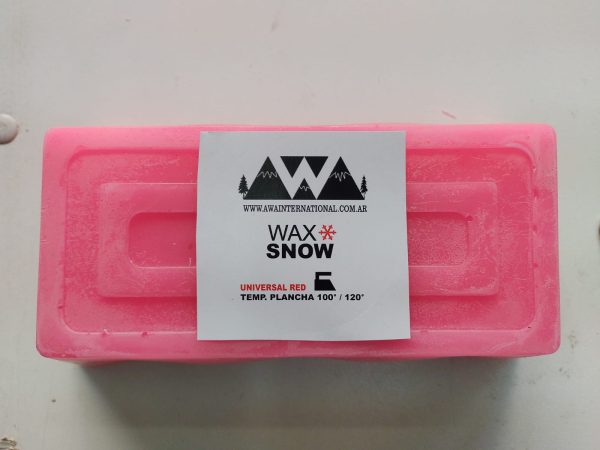 AWA
WWW.AWAINTERNATIONAL.COM.AR
WAX
SNOW
UNIVERSAL RED
TEMP. PLANCHA 100° / 120°